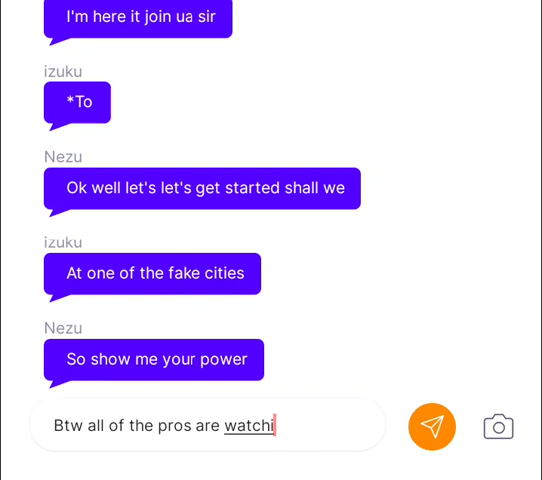 I'm here it join ua sir
izuku
*To
Nezu
Ok well let's let's get started shall we
izuku
At one of the fake cities
Nezu
So show me your power
Btw all of the pros are watchi